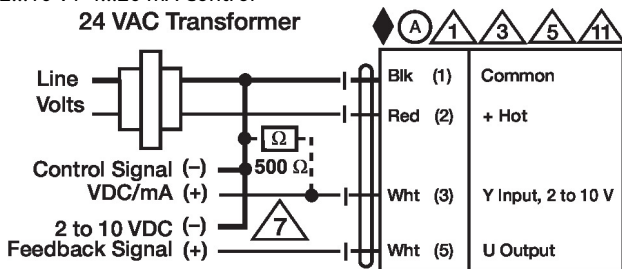 24 VAC Transformer
A 1 3 5 11
Line
Volts
Blk (1) Common
Red (2) + Hot
Ω
500 Ω
Control Signal (–)
VDC/mA (+)
Wht (3) Y Input, 2 to 10 V
7
2 to 10 VDC (–)
Feedback Signal (+)
Wht (5) U Output